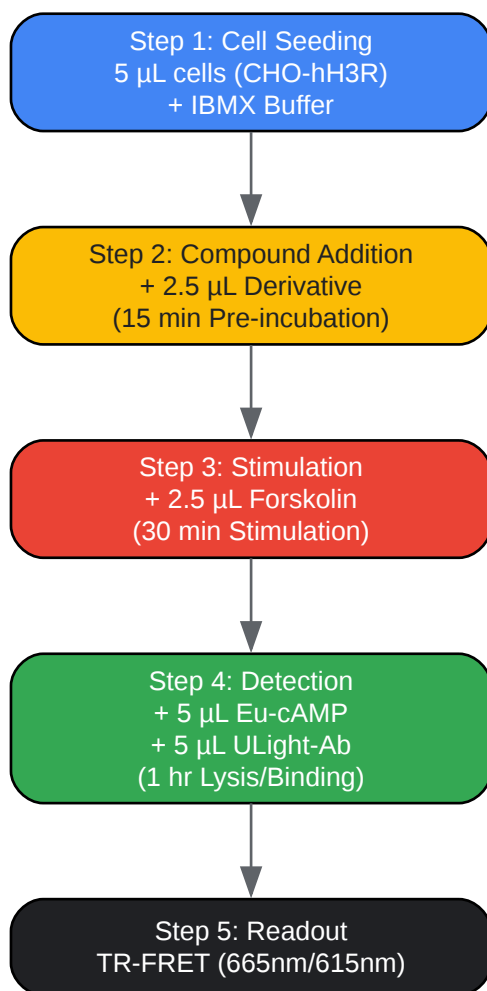 Step 1: Cell Seeding
5 µL cells (CHO-hH3R)
+ IBMX Buffer
Step 2: Compound Addition
+ 2.5 µL Derivative
(15 min Pre-incubation)
Step 3: Stimulation
+ 2.5 µL Forskolin
(30 min Stimulation)
Step 4: Detection
+ 5 µL Eu-cAMP
+ 5 µL ULight-Ab
(1 hr Lysis/Binding)
Step 5: Readout
TR-FRET (665nm/615nm)